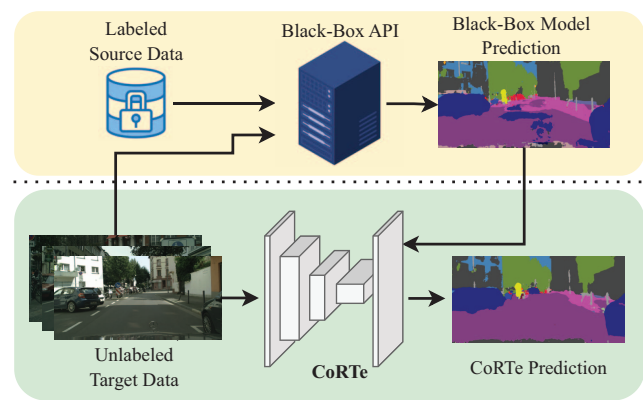 Labeled
Source Data
Black-Box API
Black-Box Model
Prediction
Unlabeled
Target Data
CoRTe
CoRTe Prediction